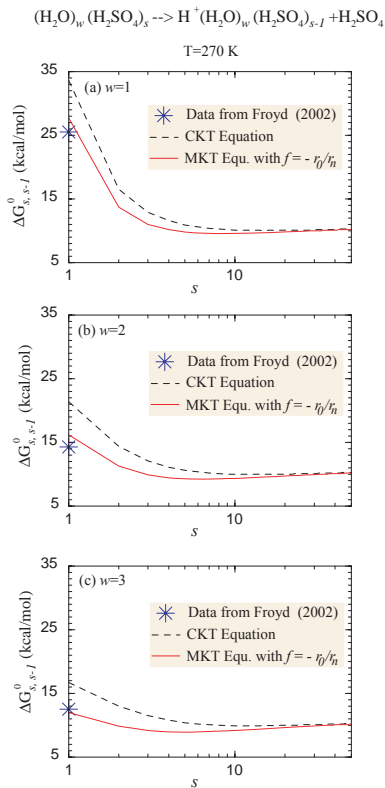 (H2O)w(H2SO4)s --> H+(H2O)w(H2SO4)s-1 +H2SO4
T=270 K
35
(a) w=1
Data from Froyd (2002)
CKT Equation
MKT Equ. with f = - r0/rn
25
15
5
ΔG0s, s-1 (kcal/mol)
1
10
s
35
(b) w=2
Data from Froyd (2002)
CKT Equation
MKT Equ. with f = - r0/rn
25
15
5
ΔG0s, s-1 (kcal/mol)
1
10
s
35
(c) w=3
Data from Froyd (2002)
CKT Equation
MKT Equ. with f = - r0/rn
25
15
5
ΔG0s, s-1 (kcal/mol)
1
10
s